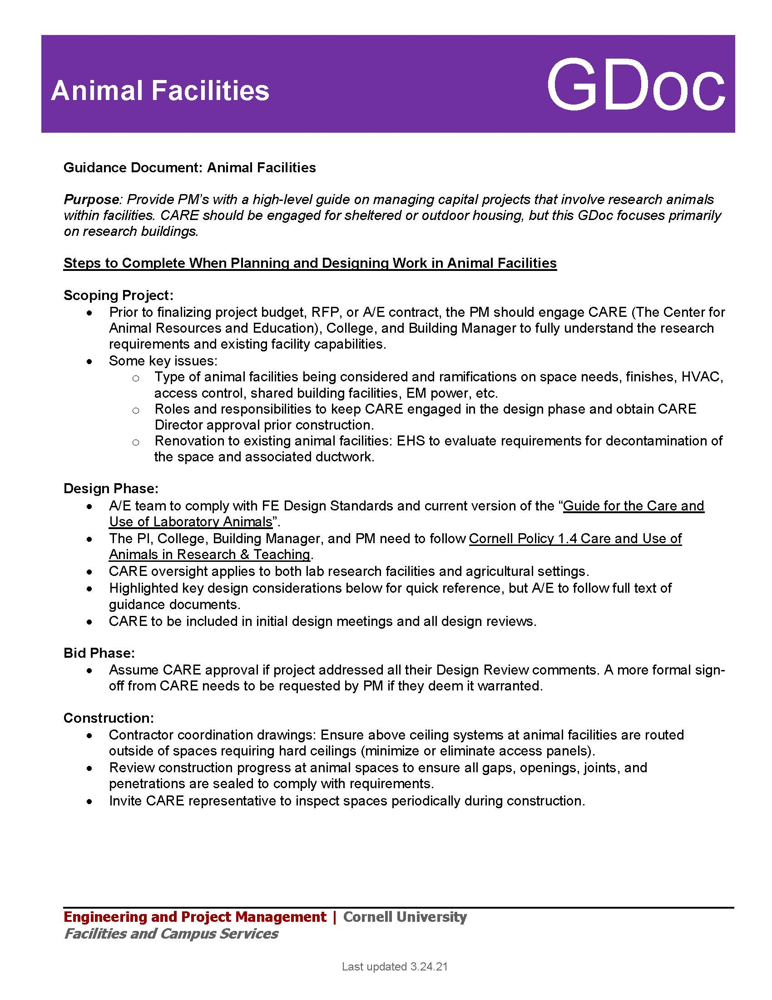 Animal Facilities
GDoc
Guidance Document: Animal Facilities
Purpose: Provide PM's with a high-level guide on managing capital projects that involve research animals
within facilities. CARE should be engaged for sheltered or outdoor housing, but this GDoc focuses primarily
on research buildings.
Steps to Complete When Planning and Designing Work in Animal Facilities
Scoping Project:
• Prior to finalizing project budget, RFP, or A/E contract, the PM should engage CARE (The Center for
Animal Resources and Education), College, and Building Manager to fully understand the research
requirements and existing facility capabilities.
• Some key issues:
o Type of animal facilities being considered and ramifications on space needs, finishes, HVAC,
access control, shared building facilities, EM power, etc.
o Roles and responsibilities to keep CARE engaged in the design phase and obtain CARE
Director approval prior construction.
o Renovation to existing animal facilities: EHS to evaluate requirements for decontamination of
the space and associated ductwork.
Design Phase:
• A/E team to comply with FE Design Standards and current version of the “Guide for the Care and
Use of Laboratory Animals”.
• The PI, College, Building Manager, and PM need to follow Cornell Policy 1.4 Care and Use of
Animals in Research & Teaching.
• CARE oversight applies to both lab research facilities and agricultural settings.
• Highlighted key design considerations below for quick reference, but A/E to follow full text of
guidance documents.
• CARE to be included in initial design meetings and all design reviews.
Bid Phase:
• Assume CARE approval if project addressed all their Design Review comments. A more formal sign-
off from CARE needs to be requested by PM if they deem it warranted.
Construction:
• Contractor coordination drawings: Ensure above ceiling systems at animal facilities are routed
outside of spaces requiring hard ceilings (minimize or eliminate access panels).
• Review construction progress at animal spaces to ensure all gaps, openings, joints, and
penetrations are sealed to comply with requirements.
• Invite CARE representative to inspect spaces periodically during construction.
Engineering and Project Management | Cornell University
Facilities and Campus Services
Last updated 3.24.21